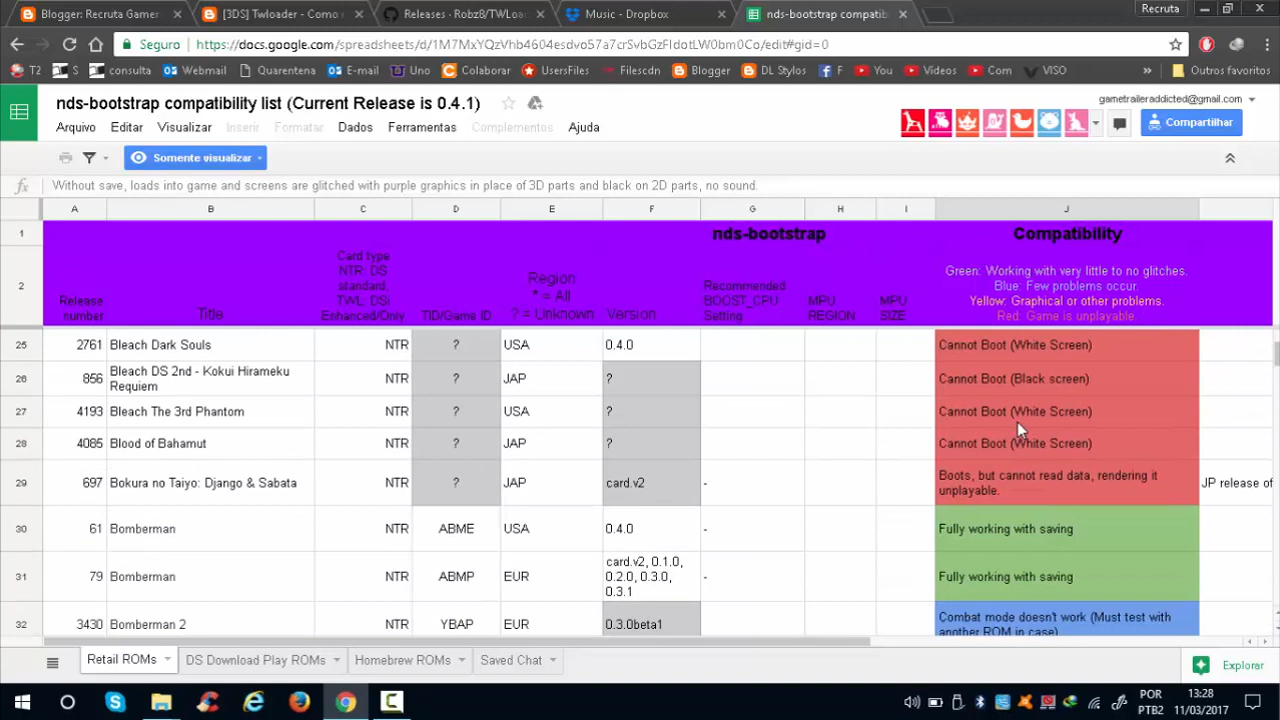 Blogger: Recruta Gamer
[3DS] Twloader - Como
Releases - Robz8/TWLoa
Music - Dropbox
nds-bootstrap compatibi
Recruta
Seguro
https://docs.google.com/spreadsheets/d/1M7MxYQzVhb4604esdvo57a7crSvbGzFIdotLW0bm0Co/edit#gid=0
T2 S consulta Webmail Quarentena E-mail Uno Colaborar UsersFiles Filescdn Blogger DL Stylos F You Videos Com VISO » Outros favoritos
nds-bootstrap compatibility list (Current Release is 0.4.1)
gametraileraddicted@gmail.com
Arquivo Editar Visualizar Inserir Formatar Dados Ferramentas Complementos Ajuda
Compartilhar
Somente visualizar
fx Without save, loads into game and screens are glitched with purple graphics in place of 3D parts and black on 2D parts, no sound.
A B C D E F G H I J
1 nds-bootstrap Compatibility
2
Release
number
Title
Card type
NTR: DS
standard,
TWL: DSi
Enhanced/Only
TID/Game ID
Region
* = All
? = Unknown
Version
Recommended
BOOST_CPU
Setting
MPU
REGION
MPU
SIZE
Green: Working with very little to no glitches.
Blue: Few problems occur.
Yellow: Graphical or other problems.
Red: Game is unplayable.
25 2761 Bleach Dark Souls NTR ? USA 0.4.0 Cannot Boot (White Screen)
26 856 Bleach DS 2nd - Kokui Hirameku
Requiem
NTR ? JAP ? Cannot Boot (Black screen)
27 4193 Bleach The 3rd Phantom NTR ? USA ? Cannot Boot (White Screen)
28 4085 Blood of Bahamut NTR ? JAP ? Cannot Boot (White Screen)
29 697 Bokura no Taiyo: Django & Sabata NTR ? JAP card.v2 -
Boots, but cannot read data, rendering it
unplayable.
JP release of
30 61 Bomberman NTR ABME USA 0.4.0 - Fully working with saving
31 79 Bomberman NTR ABMP EUR
card.v2, 0.1.0,
0.2.0, 0.3.0,
0.3.1
- Fully working with saving
32 3430 Bomberman 2 NTR YBAP EUR 0.3.0beta1
Combat mode doesn't work (Must test with
another ROM in case)
Retail ROMs DS Download Play ROMs Homebrew ROMs Saved Chat
Explorar
POR
PTB2
13:28
11/03/2017